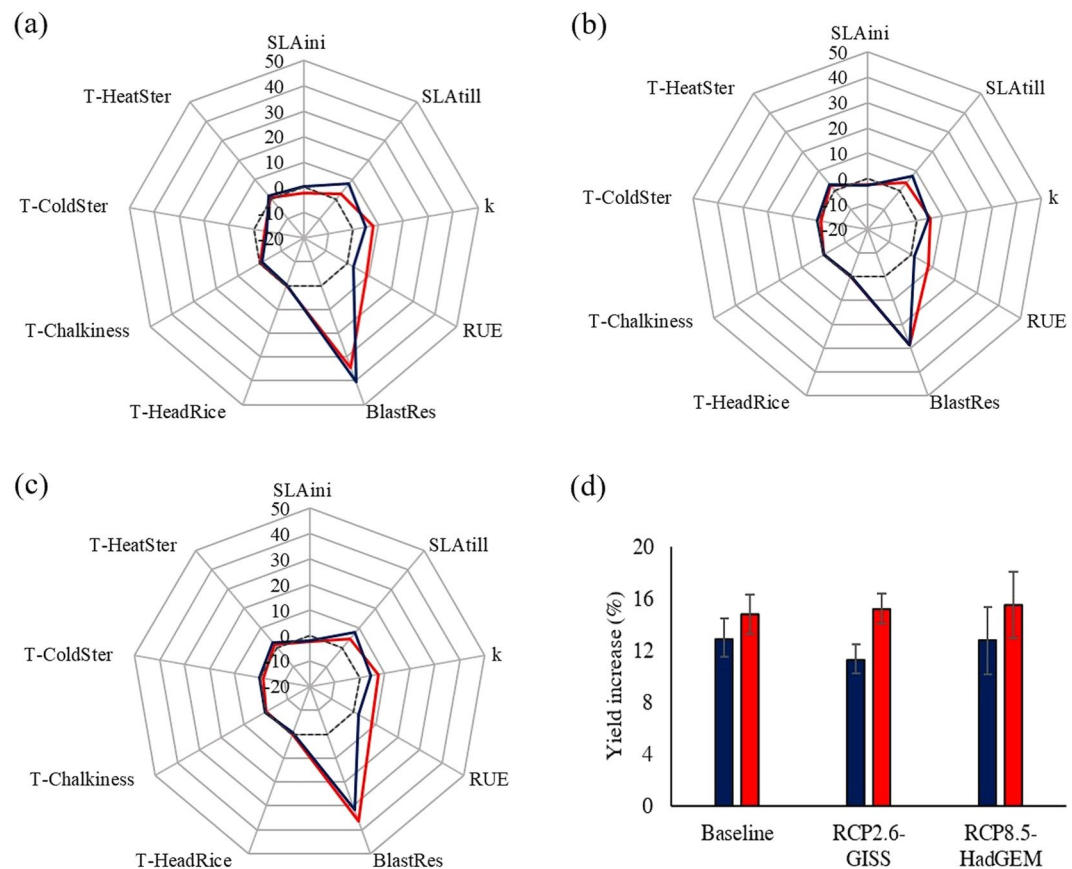 (a)
SLAini
50
40
30
20
10
0
-10
-20
SLAtill
k
RUE
BlastRes
T-HeadRice
T-Chalkiness
T-ColdSter
T-HeatSter
(b)
SLAini
50
40
30
20
10
0
-10
-20
SLAtill
k
RUE
BlastRes
T-HeadRice
T-Chalkiness
T-ColdSter
T-HeatSter
(c)
SLAini
50
40
30
20
10
0
-10
-20
SLAtill
k
RUE
BlastRes
T-HeadRice
T-Chalkiness
T-ColdSter
T-HeatSter
(d)
Yield increase (%)
20
16
12
8
4
0
Baseline
RCP2.6-
GISS
RCP8.5-
HadGEM